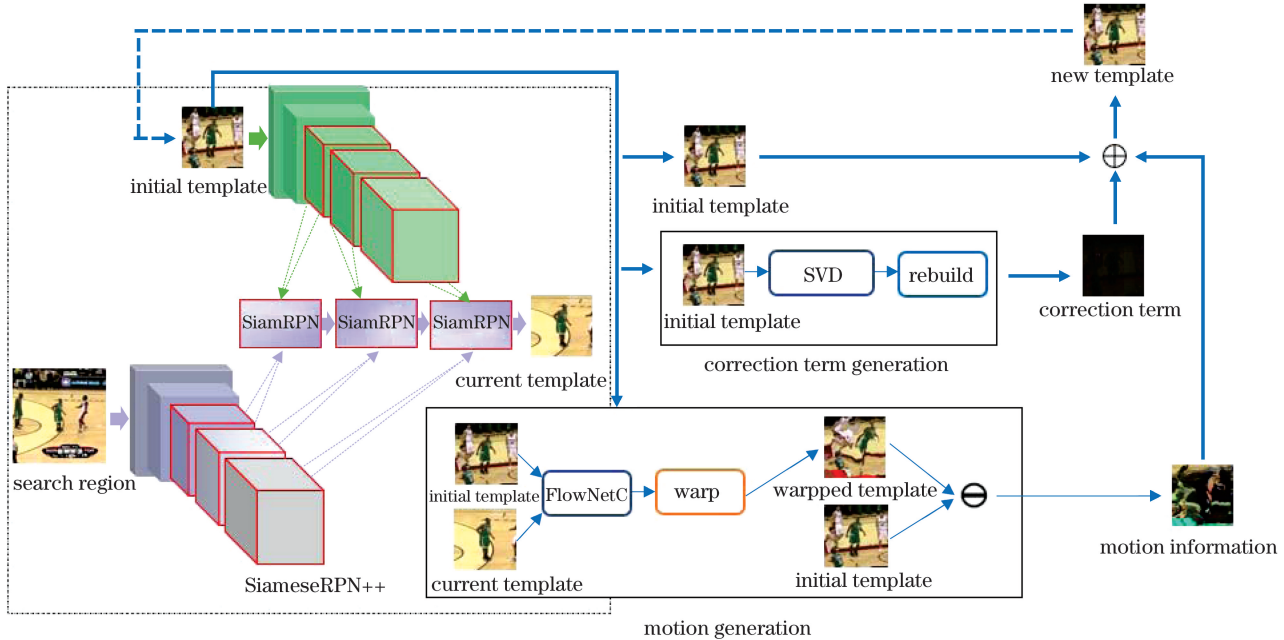 new template
initial template
initial template
SVD
rebuild
initial template
correction term
correction term generation
SiamRPN
SiamRPN
SiamRPN
current template
search region
SiameseRPN++
initial template
FlowNetC
warp
warpped template
current template
initial template
motion information
motion generation